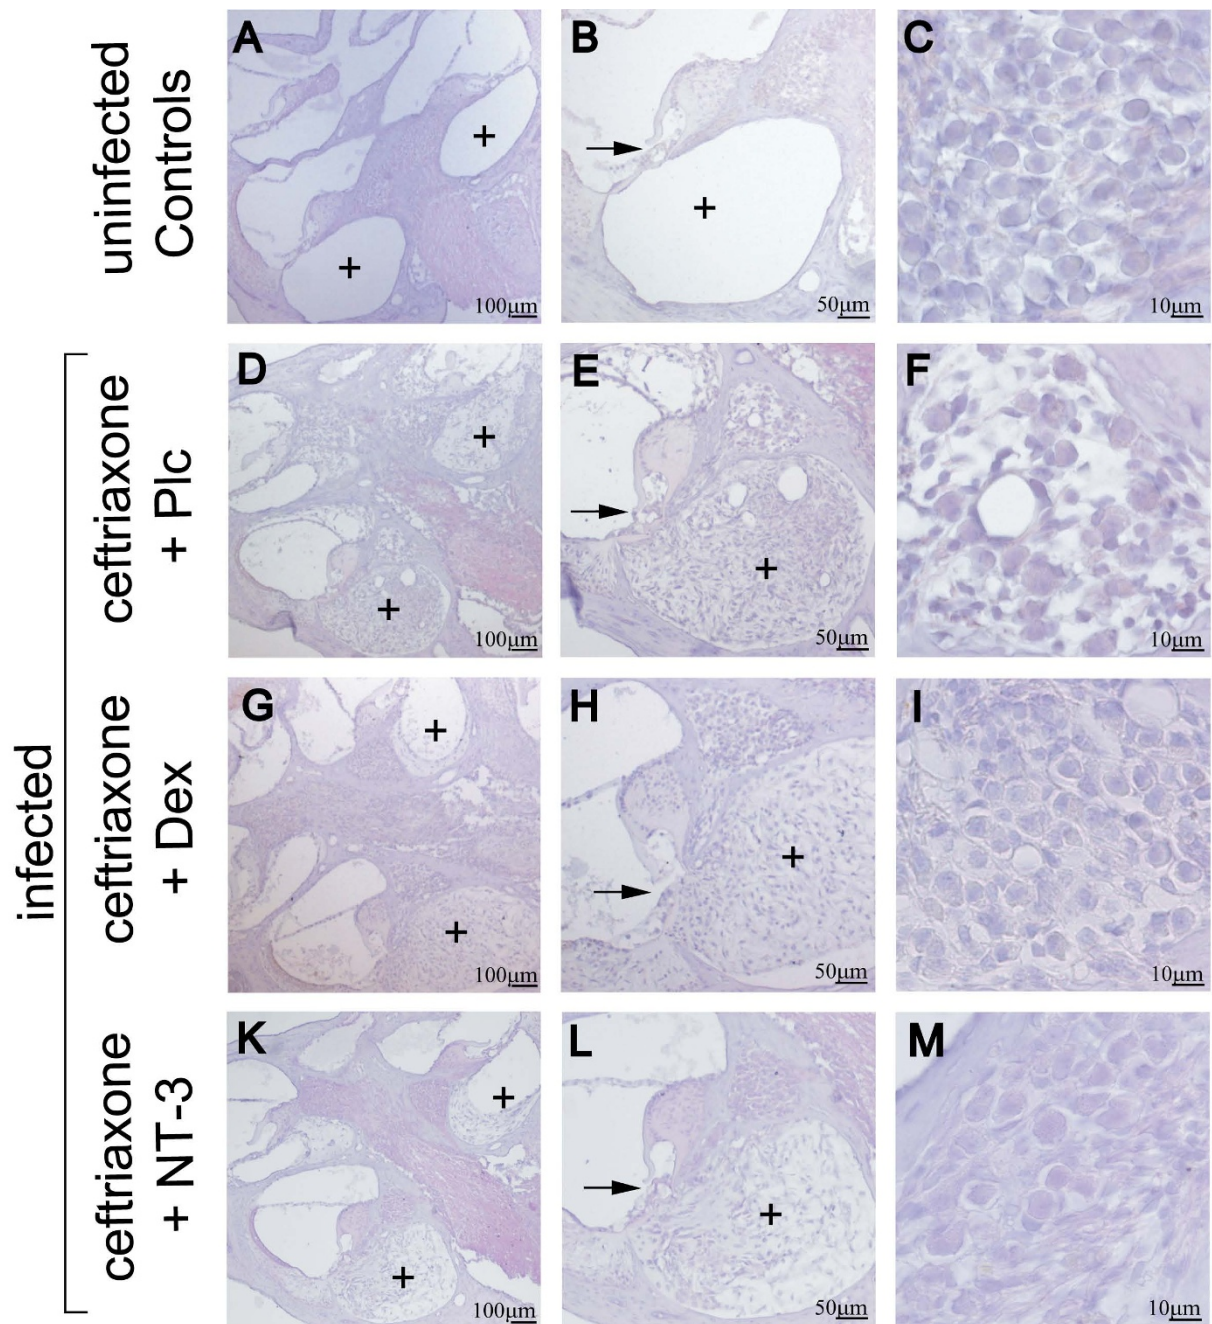 uninfected
Controls
A
+
+
100μm
B
+
50μm
C
10μm
infected
ceftriaxone
+ Plc
D
+
+
100μm
E
+
50μm
F
10μm
ceftriaxone
+ Dex
G
+
+
100μm
H
+
50μm
I
10μm
ceftriaxone
+ NT-3
K
+
+
100μm
L
+
50μm
M
10μm